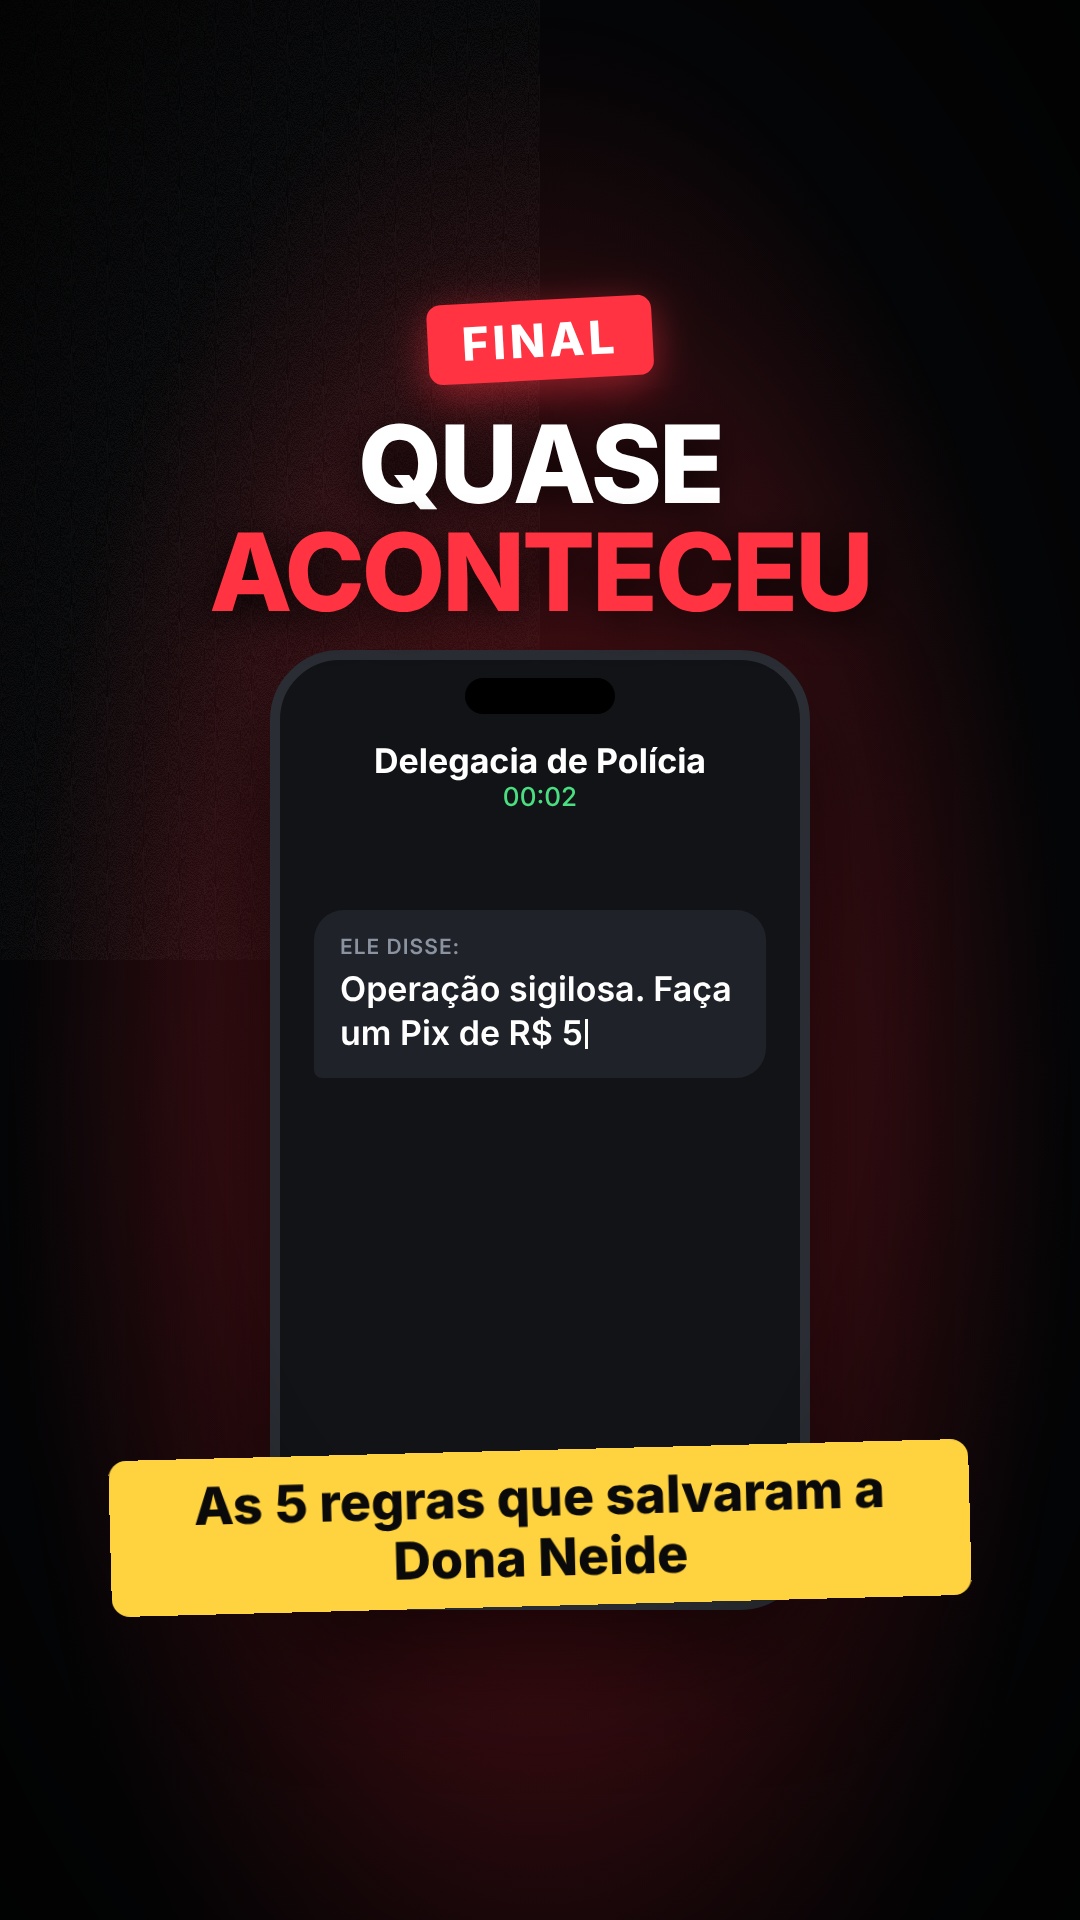 FINAL
QUASE
ACONTECEU
Delegacia de Polícia
00:02
ELE DISSE:
Operação sigilosa. Faça
um Pix de R$ 5|
As 5 regras que salvaram a
Dona Neide